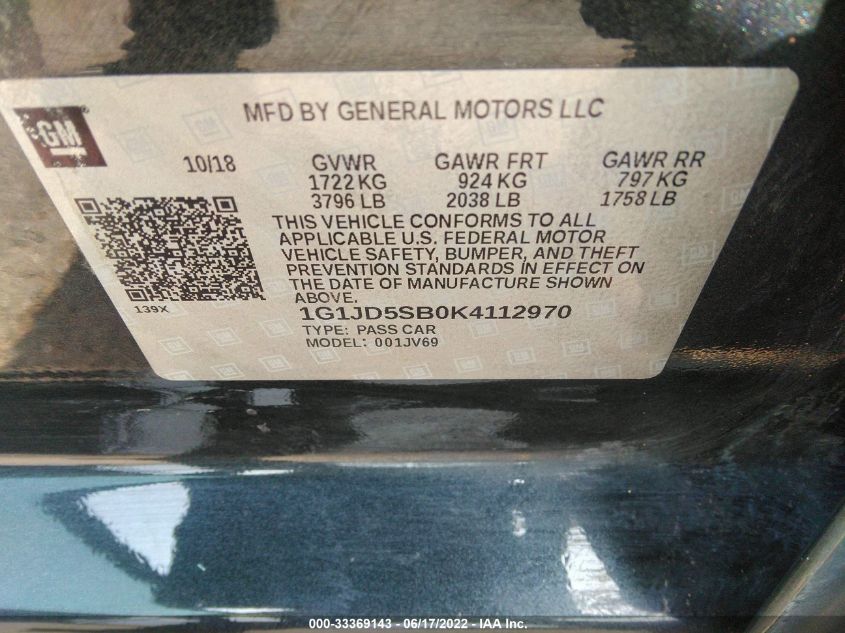 MFD BY GENERAL MOTORS LLC
GM
10/18 GVWR GAWR FRT GAWR RR
1722 KG 924 KG 797 KG
3796 LB 2038 LB 1758 LB
THIS VEHICLE CONFORMS TO ALL
APPLICABLE U.S. FEDERAL MOTOR
VEHICLE SAFETY, BUMPER, AND THEFT
PREVENTION STANDARDS IN EFFECT ON
THE DATE OF MANUFACTURE SHOWN
ABOVE.
139X
1G1JD5SB0K4112970
TYPE: PASS CAR
MODEL: 001JV69
000-33369143 - 06/17/2022 - IAA Inc.